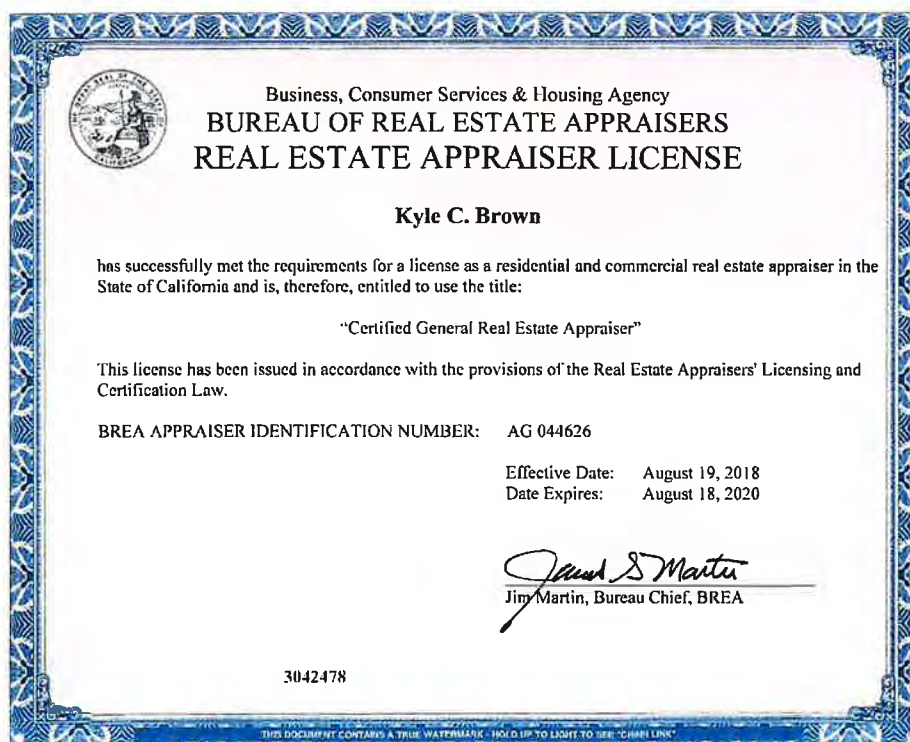 Business, Consumer Services & Housing Agency
BUREAU OF REAL ESTATE APPRAISERS
REAL ESTATE APPRAISER LICENSE
Kyle C. Brown
has successfully met the requirements for a license as a residential and commercial real estate appraiser in the
State of California and is, therefore, entitled to use the title:
“Certified General Real Estate Appraiser”
This license has been issued in accordance with the provisions of the Real Estate Appraisers' Licensing and
Certification Law.
BREA APPRAISER IDENTIFICATION NUMBER: AG 044626
Effective Date: August 19, 2018
Date Expires: August 18, 2020
Jim Martin, Bureau Chief, BREA
3042478
THIS DOCUMENT CONTAINS A TRUE WATERMARK - HOLD UP TO LIGHT TO SEE "CHAIN LINK"